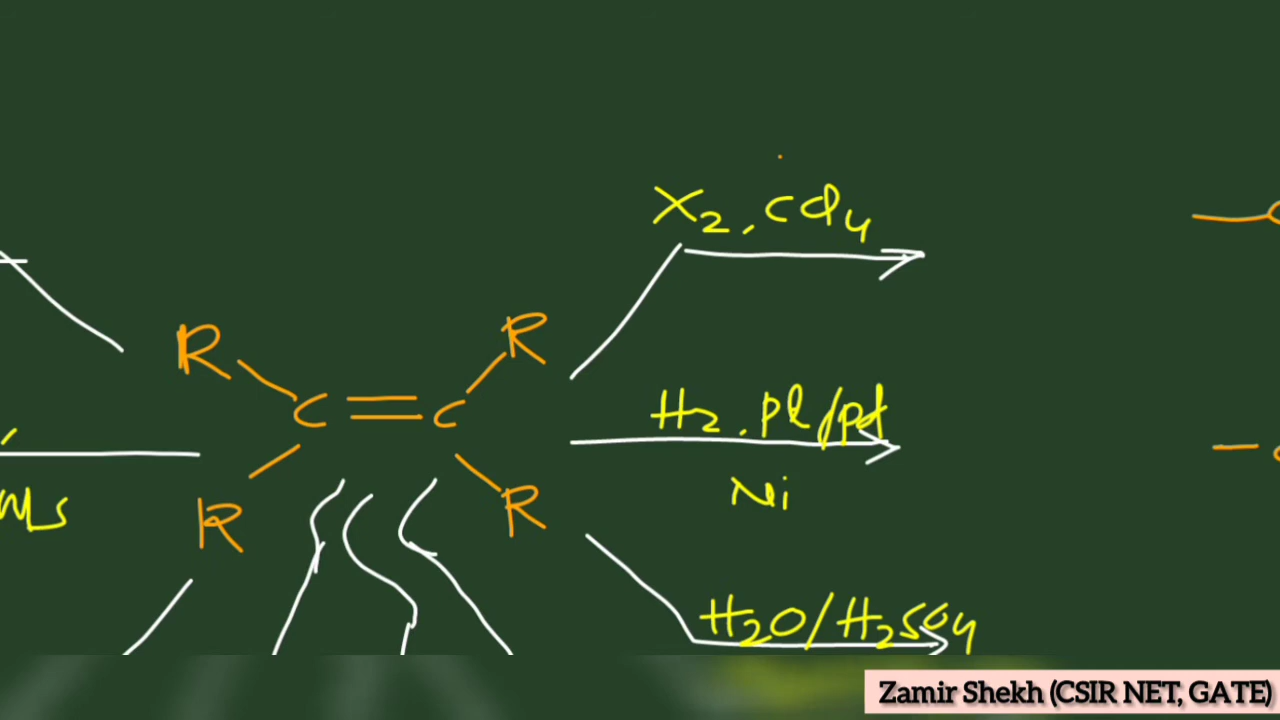 X₂, CCl₄
R R
C = C
H₂, Pd/Pt
Ni
R R
H₂O/H₂SO₄
Zamir Shekh (CSIR NET, GATE)